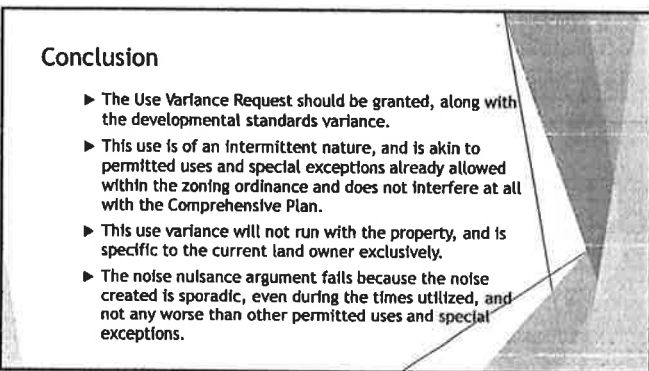 Conclusion
▶ The Use Variance Request should be granted, along with
the developmental standards variance.
▶ This use is of an intermittent nature, and is akin to
permitted uses and special exceptions already allowed
within the zoning ordinance and does not interfere at all
with the Comprehensive Plan.
▶ This use variance will not run with the property, and is
specific to the current land owner exclusively.
▶ The noise nuisance argument fails because the noise
created is sporadic, even during the times utilized, and
not any worse than other permitted uses and special
exceptions.